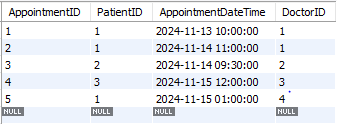 AppointmentID PatientID AppointmentDateTime DoctorID
1 1 2024-11-13 10:00:00 1
2 1 2024-11-14 11:00:00 1
3 2 2024-11-14 09:30:00 2
4 3 2024-11-15 12:00:00 3
5 1 2024-11-15 01:00:00 4
NULL NULL NULL NULL